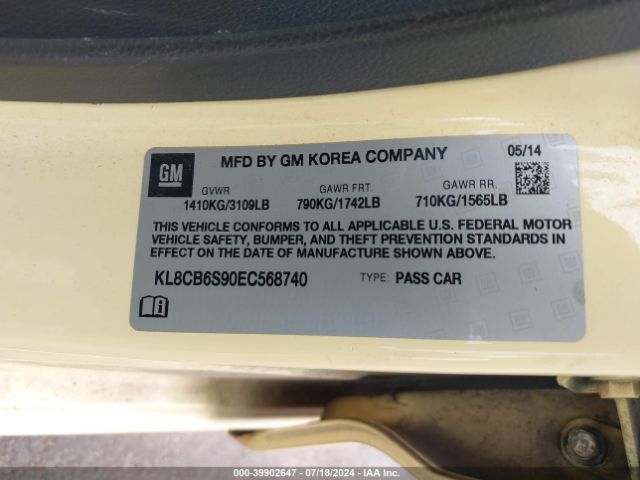 GM
MFD BY GM KOREA COMPANY
05/14
GVWR
GAWR FRT.
GAWR RR.
1410KG/3109LB
790KG/1742LB
710KG/1565LB
THIS VEHICLE CONFORMS TO ALL APPLICABLE U.S. FEDERAL MOTOR
VEHICLE SAFETY, BUMPER, AND THEFT PREVENTION STANDARDS IN
EFFECT ON THE DATE OF MANUFACTURE SHOWN ABOVE.
KL8CB6S90EC568740
TYPE: PASS CAR
000-39902647 - 07/18/2024 - IAA Inc.